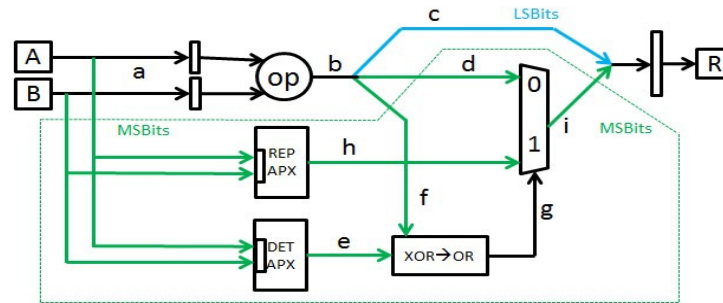 c
LSBits
A
a
op
b
d
R
B
0
MSBits
i
MSBits
REP
APX
h
1
f
g
DET
APX
e
XOR→OR